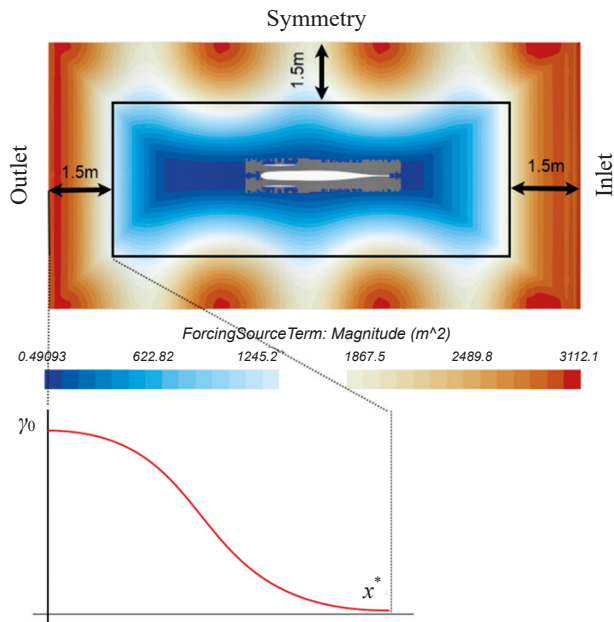 Symmetry
1.5m
Outlet
1.5m
1.5m
Inlet
ForcingSourceTerm: Magnitude (m^2)
0.49093 622.82 1245.2 1867.5 2489.8 3112.1
γ0
x*